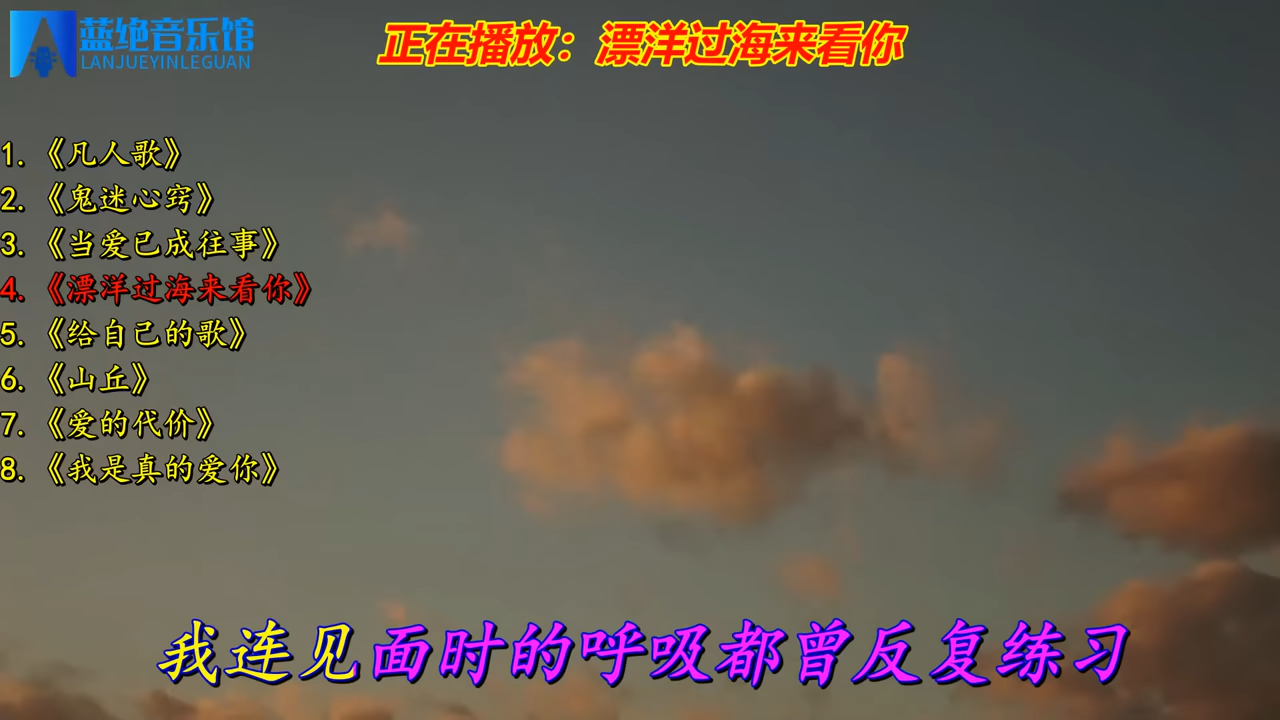 蓝绝音乐馆
LANJUEYINLEGUAN
正在播放：漂洋过海来看你
1.《凡人歌》
2.《鬼迷心窍》
3.《当爱已成往事》
4.《漂洋过海来看你》
5.《给自己的歌》
6.《山丘》
7.《爱的代价》
8.《我是真的爱你》
我连见面时的呼吸都曾反复练习